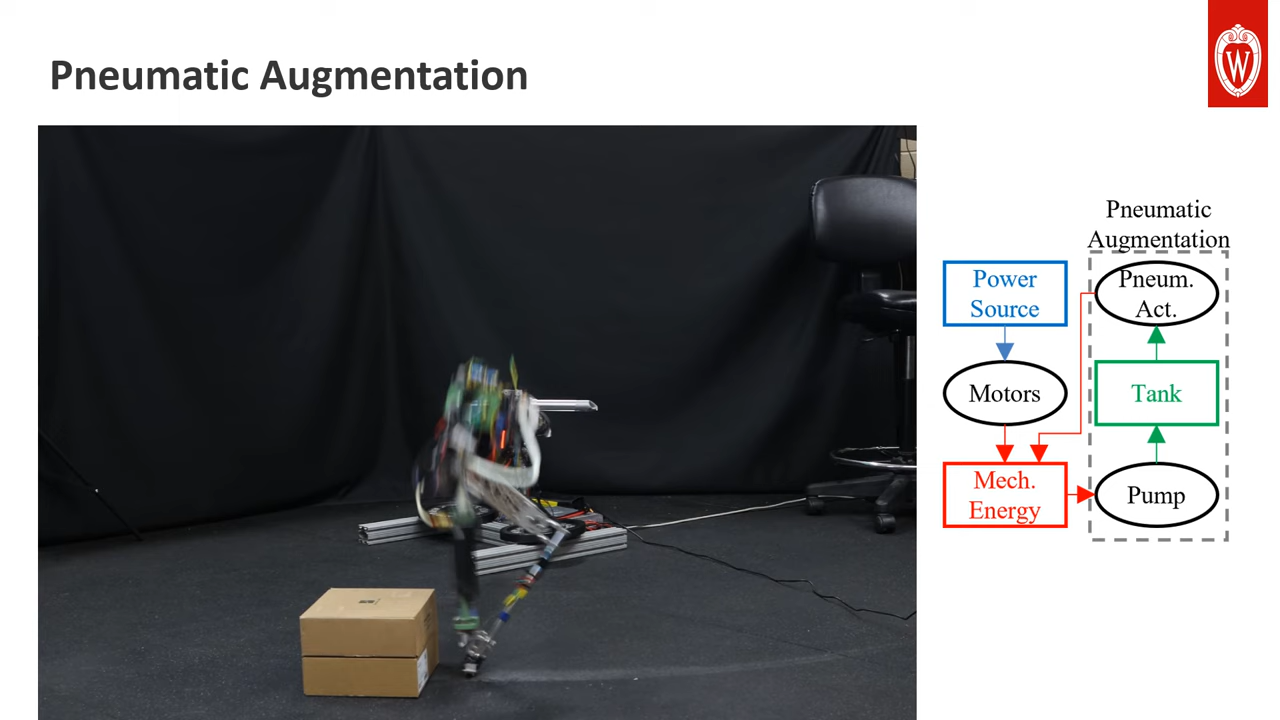 Pneumatic Augmentation
W
Pneumatic
Augmentation
Power
Source
Pneum.
Act.
Motors
Tank
Mech.
Energy
Pump